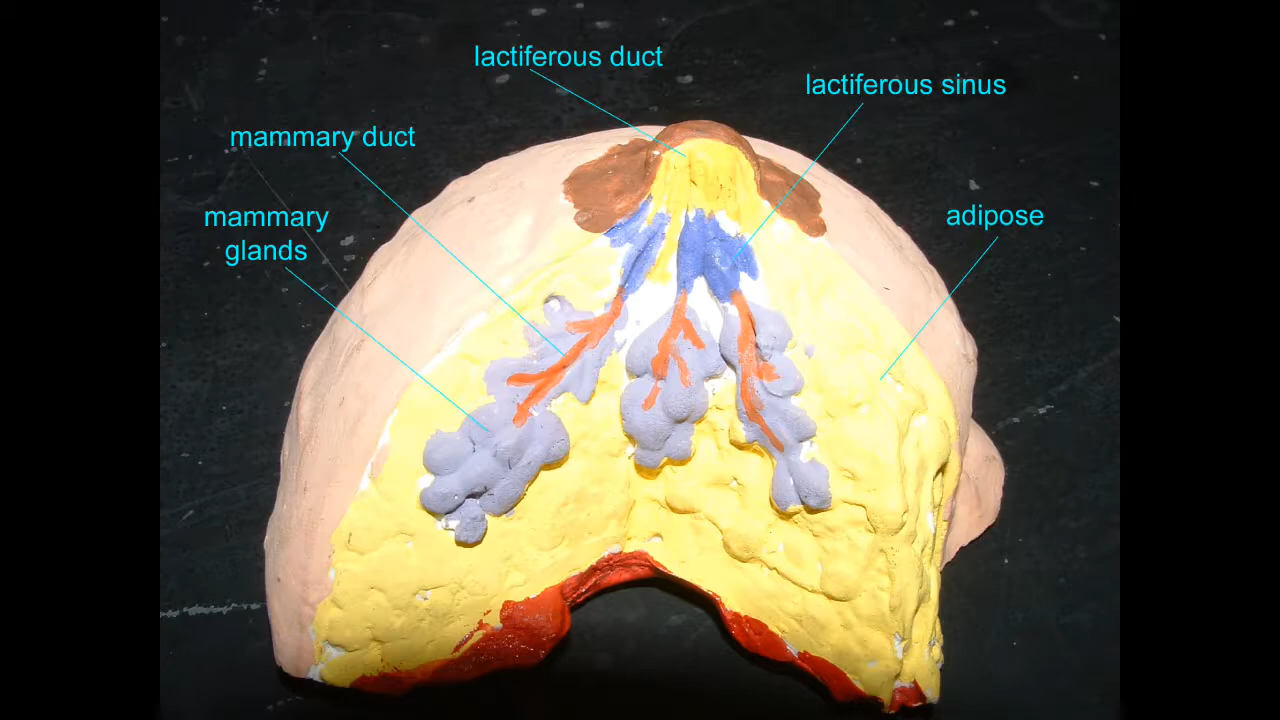 lactiferous duct
lactiferous sinus
mammary duct
mammary
glands
adipose